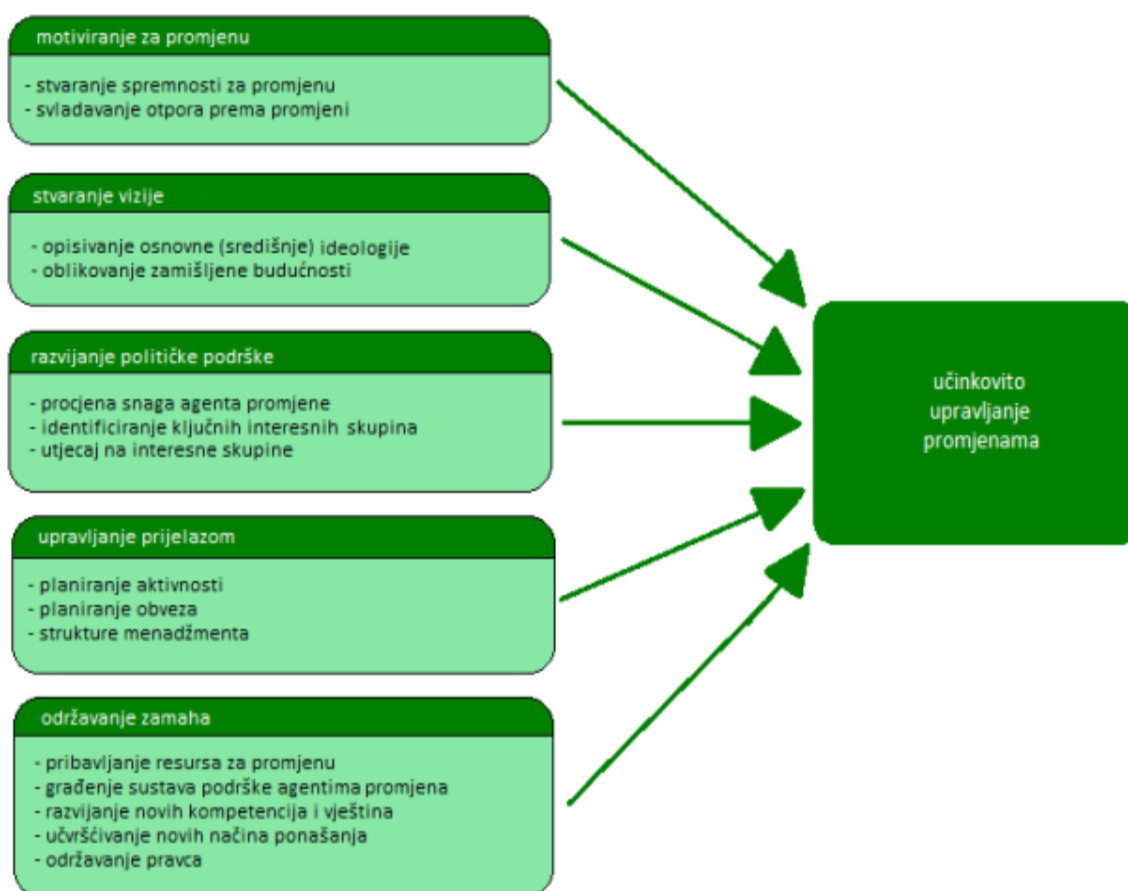 motiviranje za promjenu
- stvaranje spremnosti za promjenu
- svladavanje otpora prema promjeni
stvaranje vizije
- opisivanje osnovne (središnje) ideologije
- oblikovanje zamišljene budućnosti
razvijanje političke podrške
- procjena snaga agenta promjene
- identificiranje ključnih interesnih skupina
- utjecaj na interesne skupine
upravljanje prijelazom
- planiranje aktivnosti
- planiranje obveza
- strukture menadžmenta
održavanje zamaha
- pribavljanje resursa za promjenu
- građenje sustava podrške agentima promjena
- razvijanje novih kompetencija i vještina
- učvršćivanje novih načina ponašanja
- održavanje pravca
učinkovito
upravljanje
promjenama